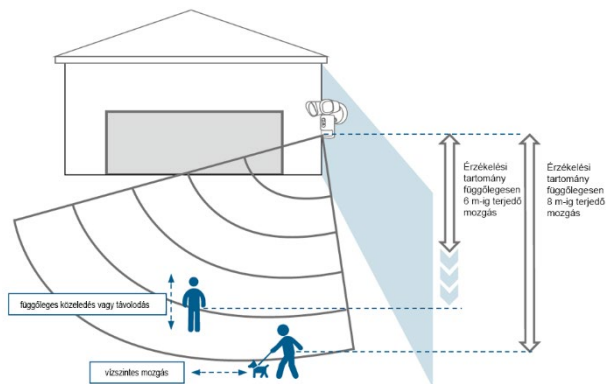 Érzékelési
tartomány
függőlegesen
6 m-ig terjedő
mozgás
Érzékelési
tartomány
függőlegesen
8 m-ig terjedő
mozgás
függőleges közeledés vagy távolodás
vízszintes mozgás